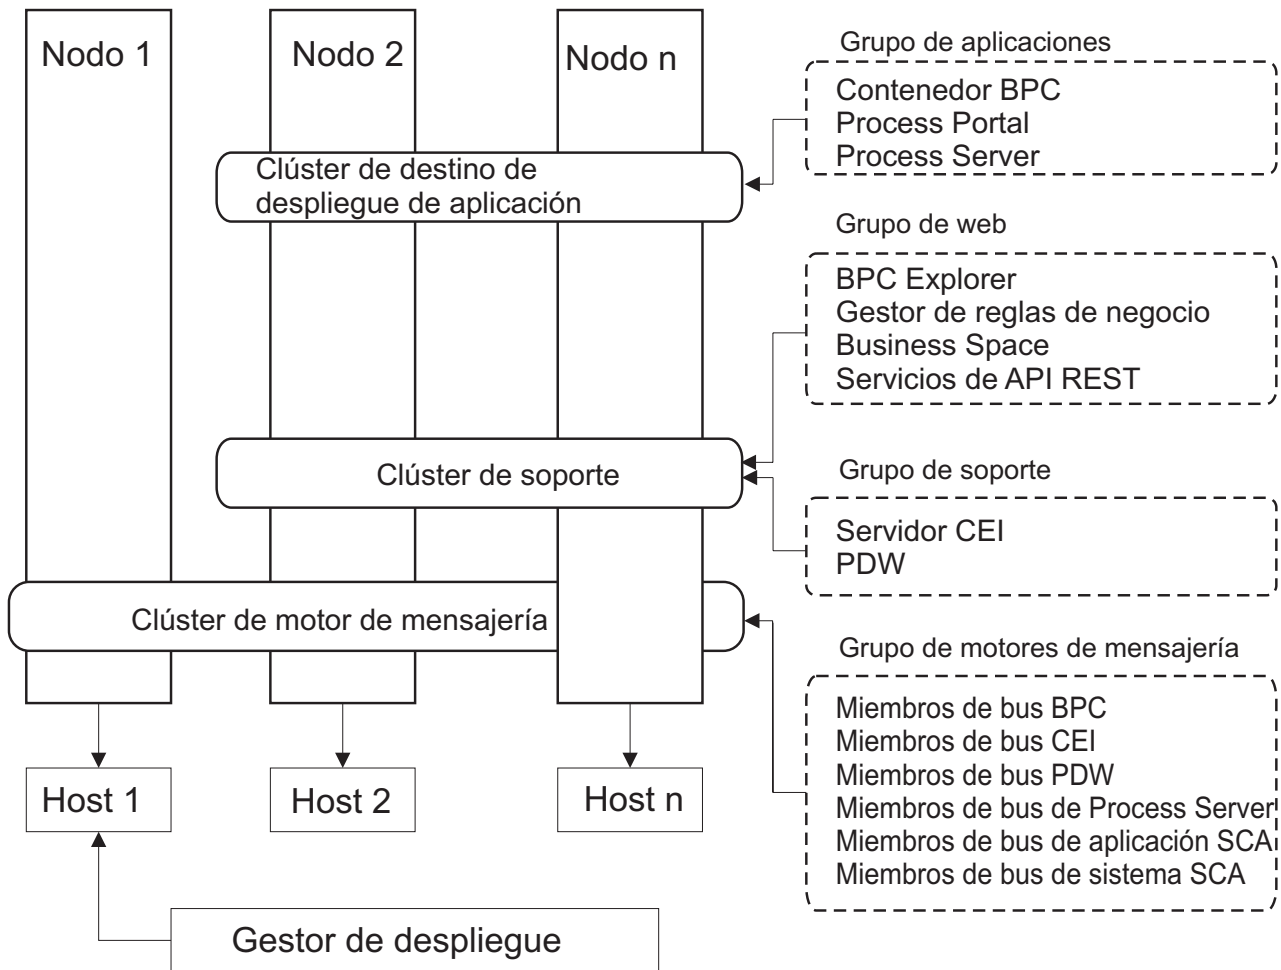 Nodo 1
Nodo 2
Nodo n
Clúster de destino de
despliegue de aplicación
Clúster de soporte
Clúster de motor de mensajería
Host 1
Host 2
Host n
Gestor de despliegue
Grupo de aplicaciones
Contenedor BPC
Process Portal
Process Server
Grupo de web
BPC Explorer
Gestor de reglas de negocio
Business Space
Servicios de API REST
Grupo de soporte
Servidor CEI
PDW
Grupo de motores de mensajería
Miembros de bus BPC
Miembros de bus CEI
Miembros de bus PDW
Miembros de bus de Process Server
Miembros de bus de aplicación SCA
Miembros de bus de sistema SCA